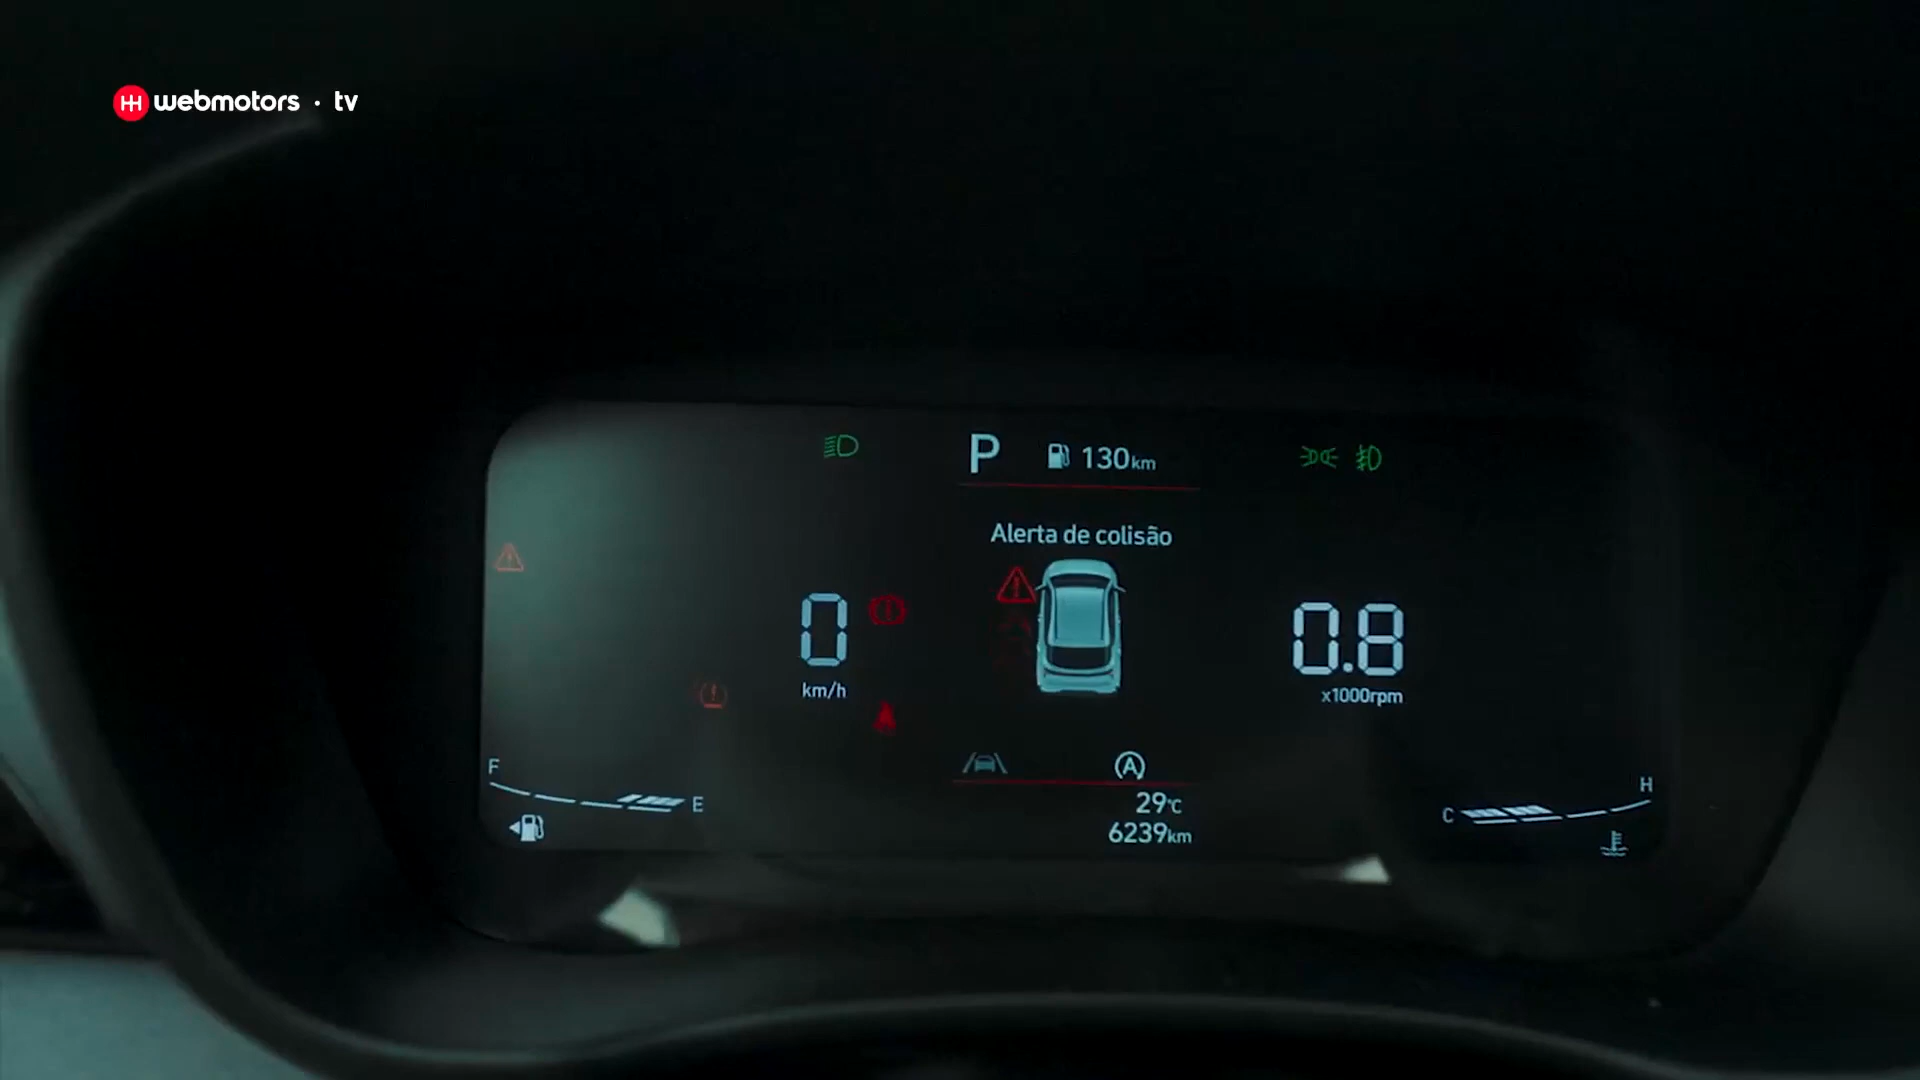 webmotors . tv
P 130km
Alerta de colisão
0
km/h
0.8
x1000rpm
F
E
A
29°C
6239km
C
H